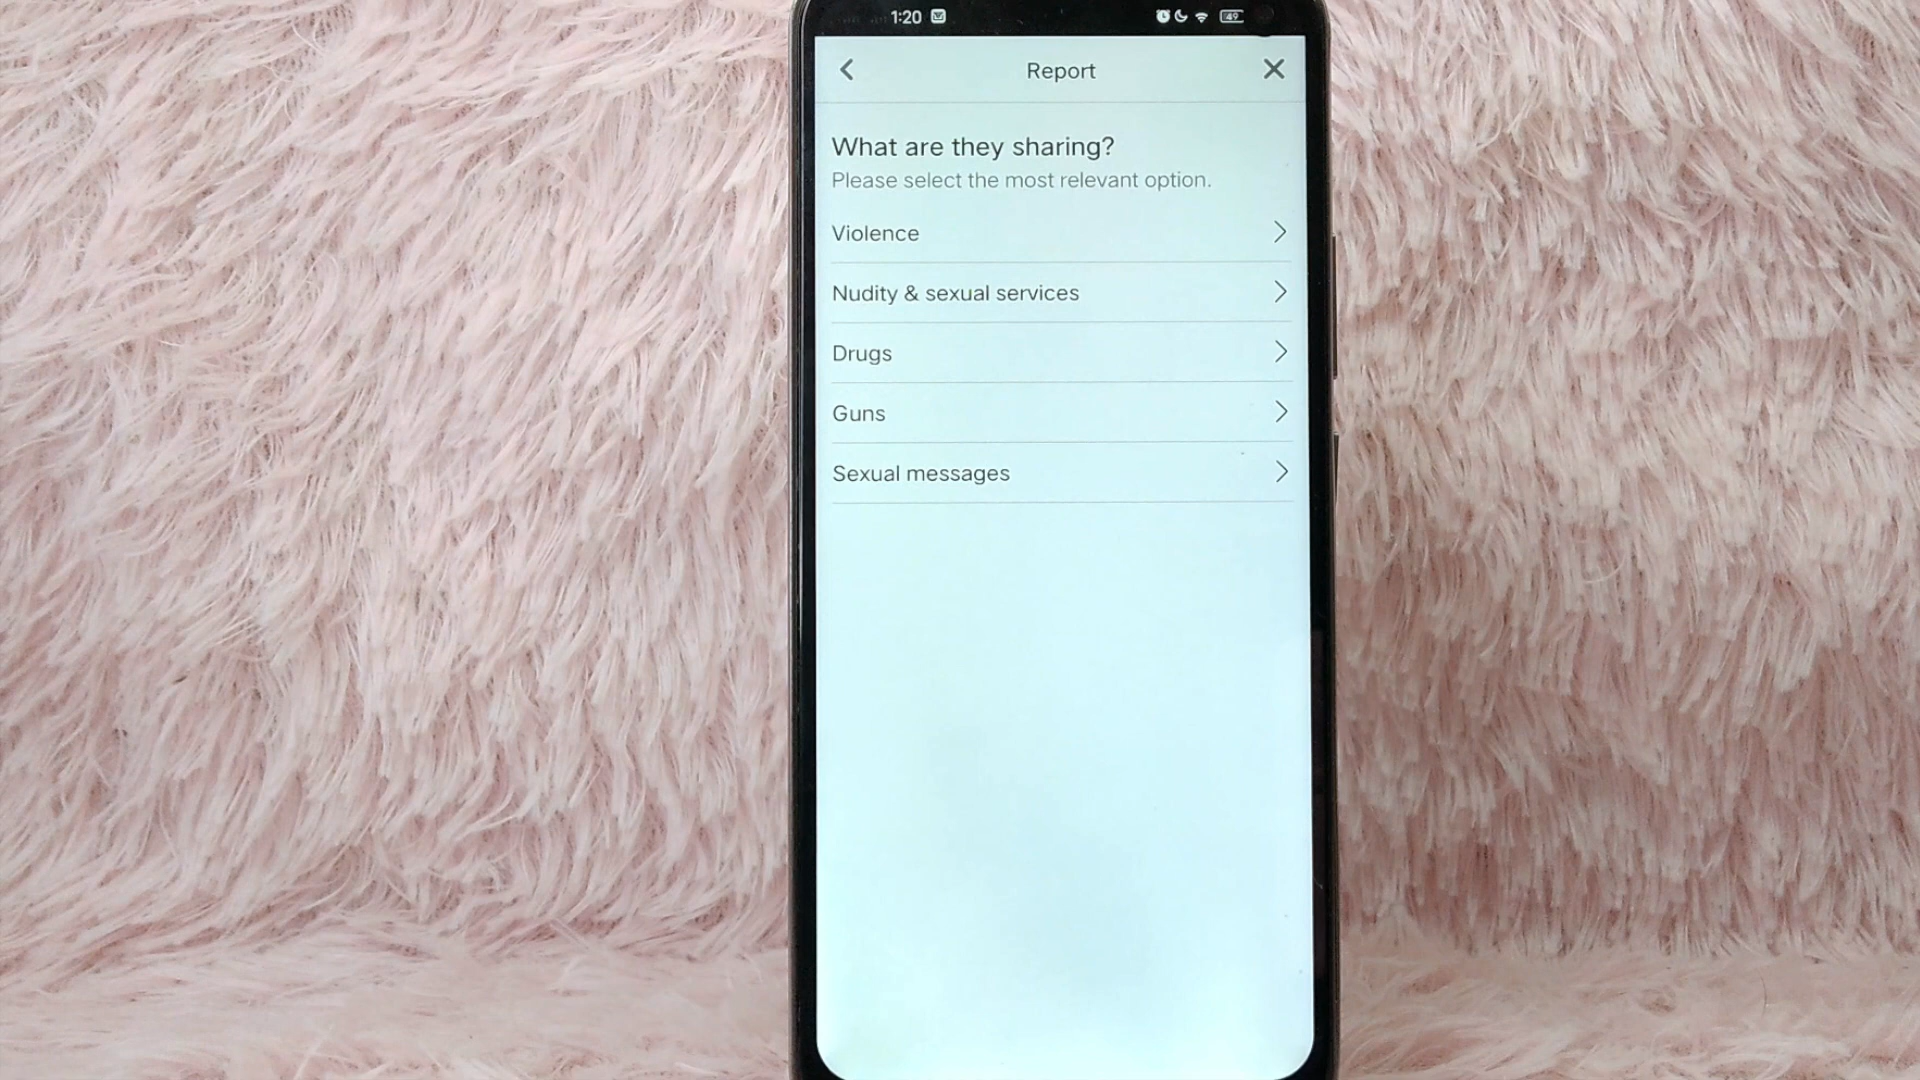 1:20
49
Report
What are they sharing?
Please select the most relevant option.
Violence
Nudity & sexual services
Drugs
Guns
Sexual messages